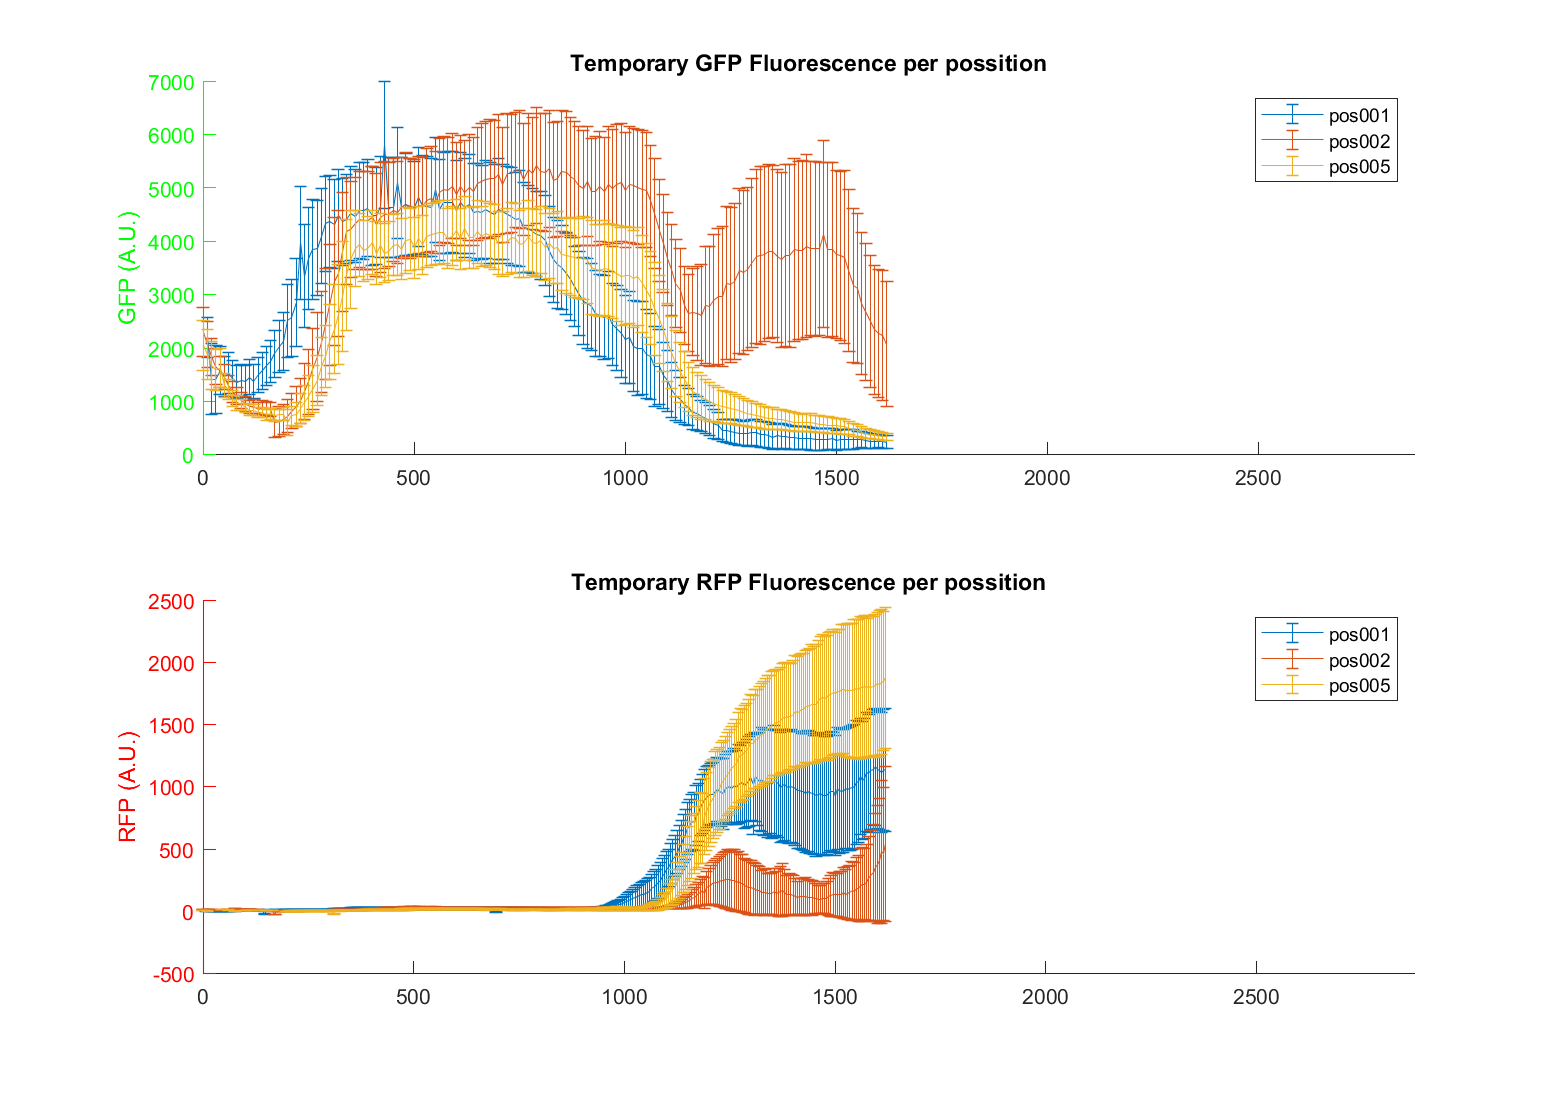 Temporary GFP Fluorescence per possition
7000
6000
5000
4000
3000
2000
1000
0
GFP (A.U.)
0 500 1000 1500 2000 2500
pos001
pos002
pos005
Temporary RFP Fluorescence per possition
2500
2000
1500
1000
500
0
-500
RFP (A.U.)
0 500 1000 1500 2000 2500
pos001
pos002
pos005